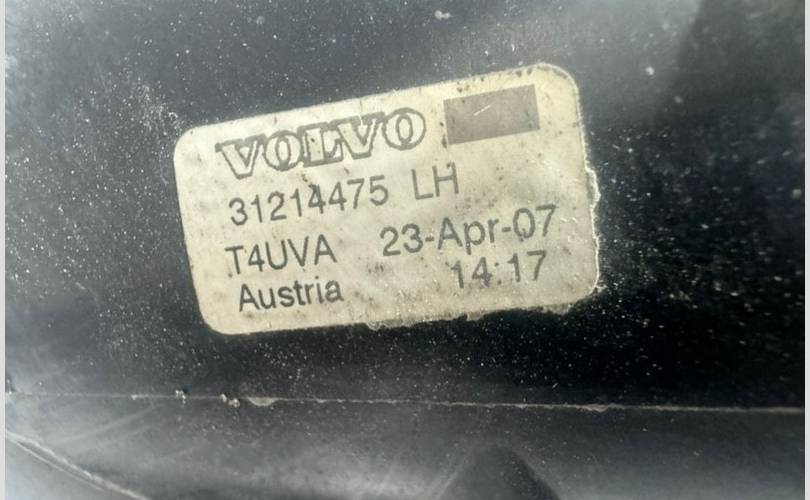 VOLVO
31214475 LH
T4UVA 23-Apr-07
Austria 14:17